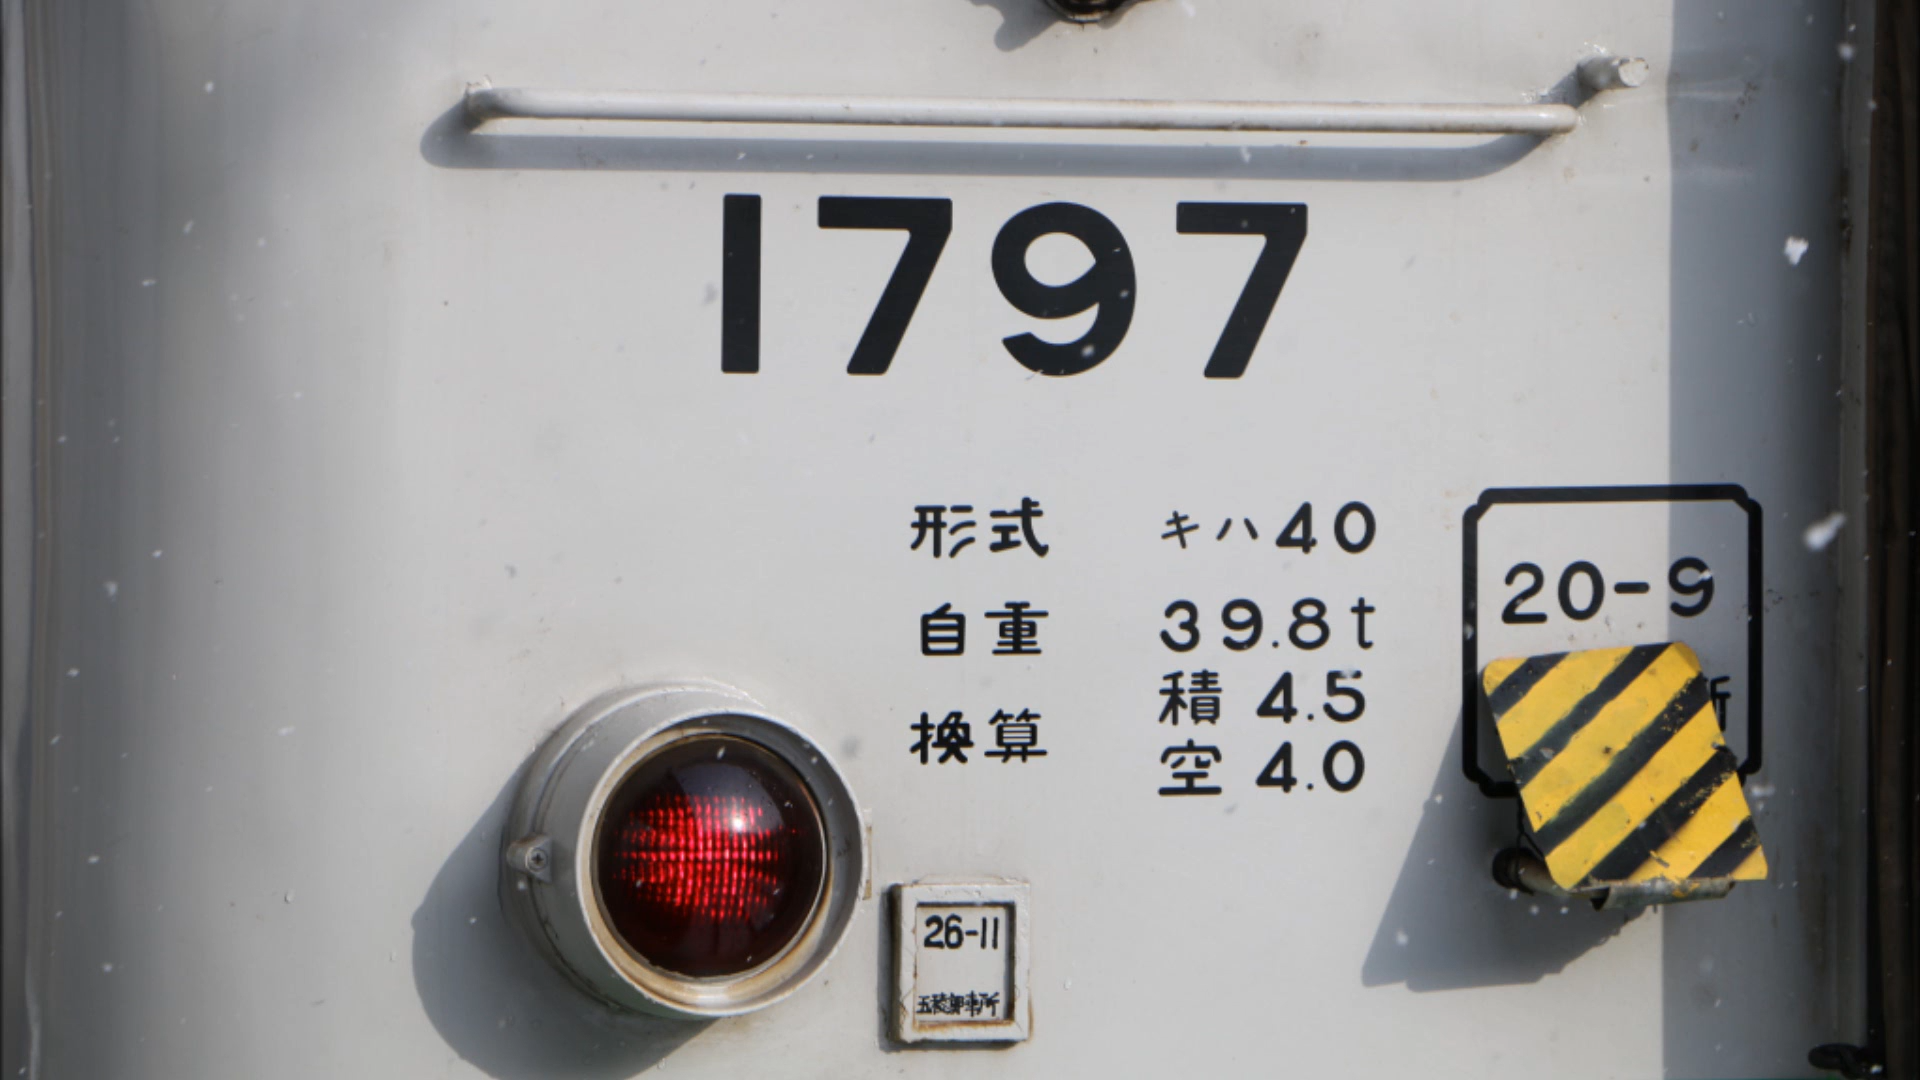 1797
形式 キハ40
自重 39.8t
換算 積 4.5
空 4.0
20-9
所
26-11
五稜郭車所